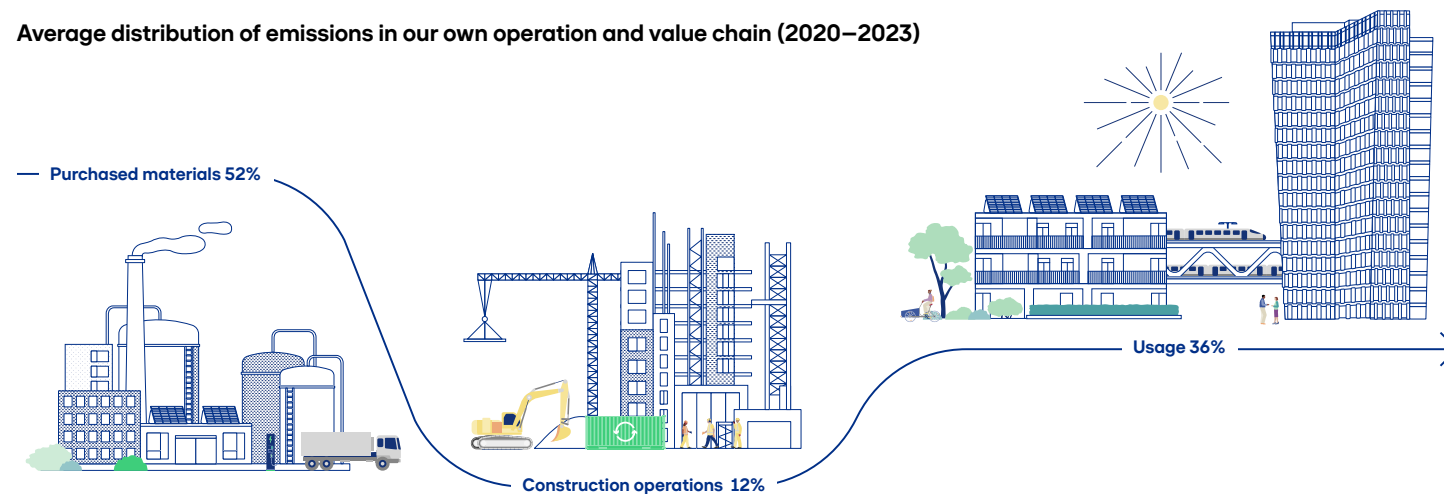 Average distribution of emissions in our own operation and value chain (2020–2023)
Purchased materials 52%
Construction operations 12%
Usage 36%